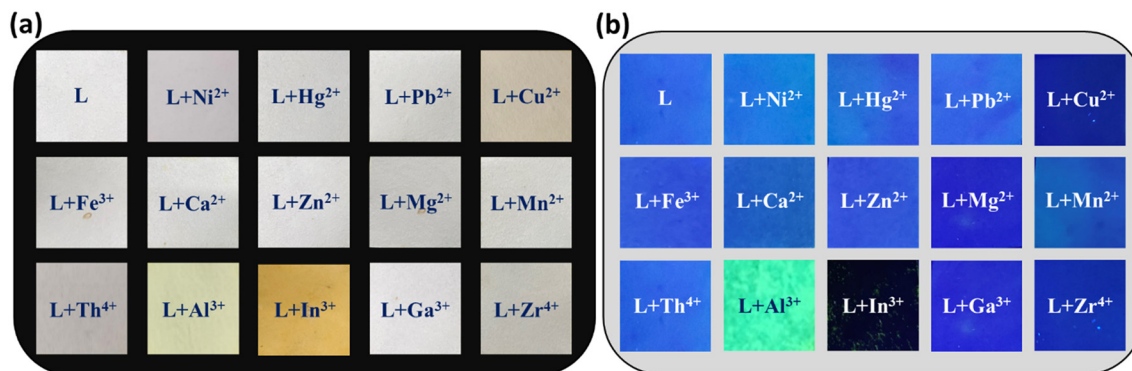 (a)
L L+Ni²⁺ L+Hg²⁺ L+Pb²⁺ L+Cu²⁺
L+Fe³⁺ L+Ca²⁺ L+Zn²⁺ L+Mg²⁺ L+Mn²⁺
L+Th⁴⁺ L+Al³⁺ L+In³⁺ L+Ga³⁺ L+Zr⁴⁺
(b)
L L+Ni²⁺ L+Hg²⁺ L+Pb²⁺ L+Cu²⁺
L+Fe³⁺ L+Ca²⁺ L+Zn²⁺ L+Mg²⁺ L+Mn²⁺
L+Th⁴⁺ L+Al³⁺ L+In³⁺ L+Ga³⁺ L+Zr⁴⁺